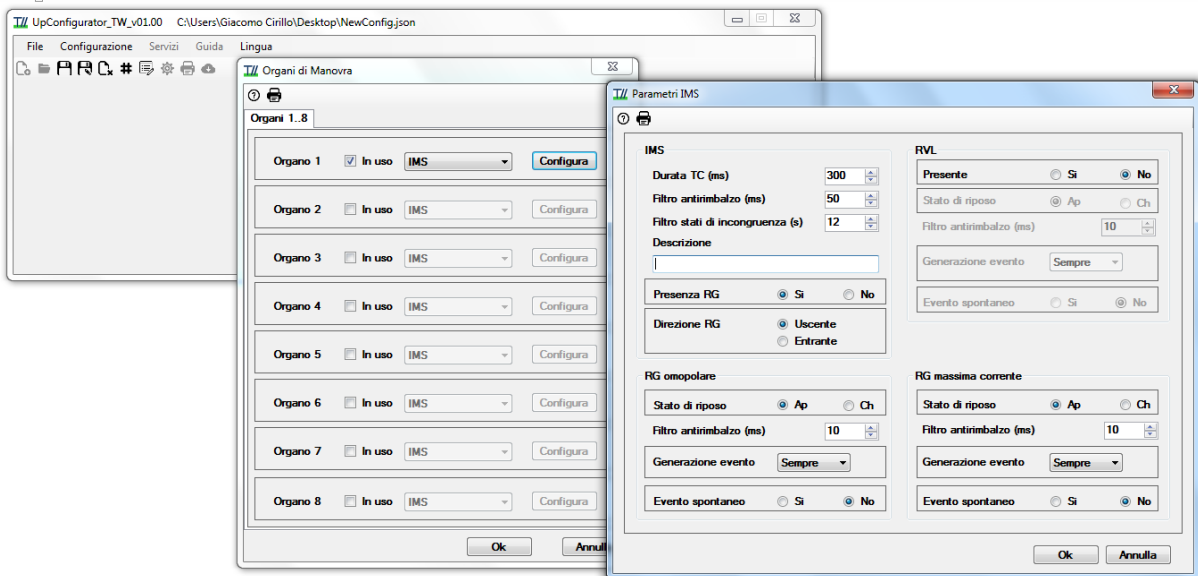 UpConfigurator_TW_v01.00 C:\Users\Giacomo Cirillo\Desktop\NewConfig.json
File Configurazione Servizi Guida Lingua
Organi di Manovra
Organi 1..8
Organo 1 In uso IMS Configura
Organo 2 In uso IMS Configura
Organo 3 In uso IMS Configura
Organo 4 In uso IMS Configura
Organo 5 In uso IMS Configura
Organo 6 In uso IMS Configura
Organo 7 In uso IMS Configura
Organo 8 In uso IMS Configura
Ok Annull
Parametri IMS
IMS
Durata TC (ms) 300
Filtro antirimbalzo (ms) 50
Filtro stati di incongruenza (s) 12
Descrizione
Presenza RG Si No
Direzione RG Uscente
Entrante
RVL
Presente Si No
Stato di riposo Ap Ch
Filtro antirimbalzo (ms) 10
Generazione evento Sempre
Evento spontaneo Si No
RG omopolare
Stato di riposo Ap Ch
Filtro antirimbalzo (ms) 10
Generazione evento Sempre
Evento spontaneo Si No
RG massima corrente
Stato di riposo Ap Ch
Filtro antirimbalzo (ms) 10
Generazione evento Sempre
Evento spontaneo Si No
Ok Annulla